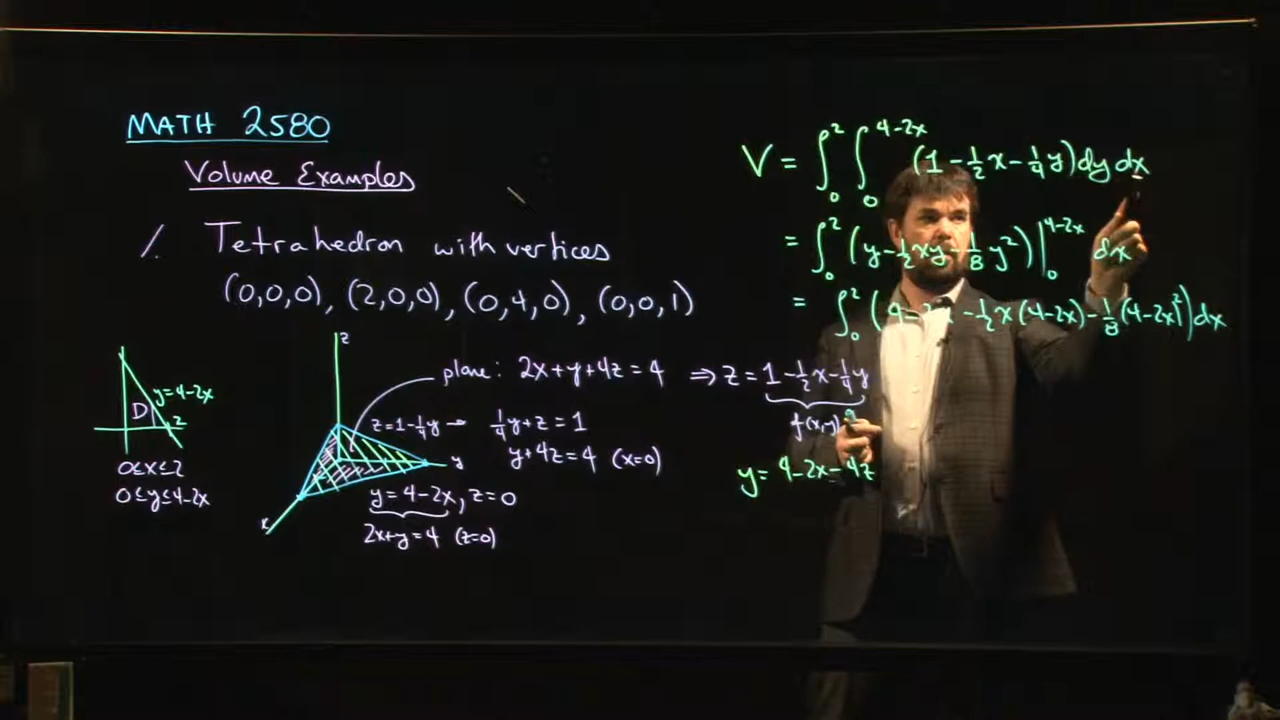 MATH 2580
Volume Examples
1. Tetrahedron with vertices
(0,0,0), (2,0,0), (0,4,0), (0,0,1)
y=4-2x
D
2
0≤x≤2
0≤y≤4-2x
z
y
x
plane: 2x+y+4z=4 ⇒ z = 1-½x-¼y
f(x,y)
z=1-¼y → ¼y+z=1
y+4z=4 (x=0)
y=4-2x, z=0
2x+y=4 (z=0)
y= 4-2x-4z
V = ∫₀² ∫₀^{4-2x} (1-½x-¼y)dy dx
= ∫₀² (y-½xy-⅛y²)|₀^{4-2x} dx
= ∫₀² (4-2x-½x(4-2x)-⅛(4-2x)²)dx